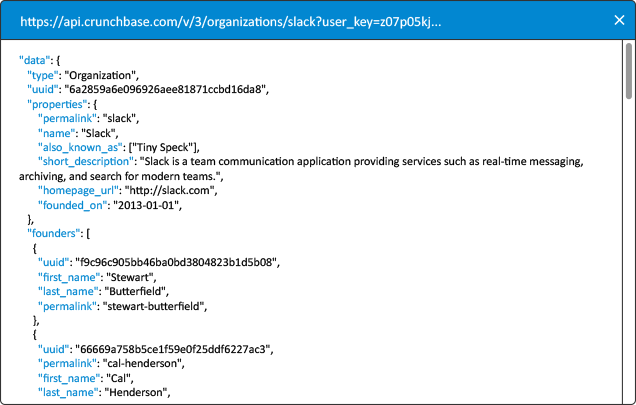 https://api.crunchbase.com/v/3/organizations/slack?user_key=z07p05kj...
"data": {
"type": "Organization",
"uuid": "6a2859a6e096926aee81871ccbd16da8",
"properties": {
"permalink": "slack",
"name": "Slack",
"also_known_as": ["Tiny Speck"],
"short_description": "Slack is a team communication application providing services such as real-time messaging,
archiving, and search for modern teams.",
"homepage_url": "http://slack.com",
"founded_on": "2013-01-01",
},
"founders": [
{
"uuid": "f9c96c905bb46ba0bd3804823b1d5b08",
"first_name": "Stewart",
"last_name": "Butterfield",
"permalink": "stewart-butterfield",
},
{
"uuid": "66669a758b5ce1f59e0f25ddf6227ac3",
"permalink": "cal-henderson",
"first_name": "Cal",
"last_name": "Henderson",